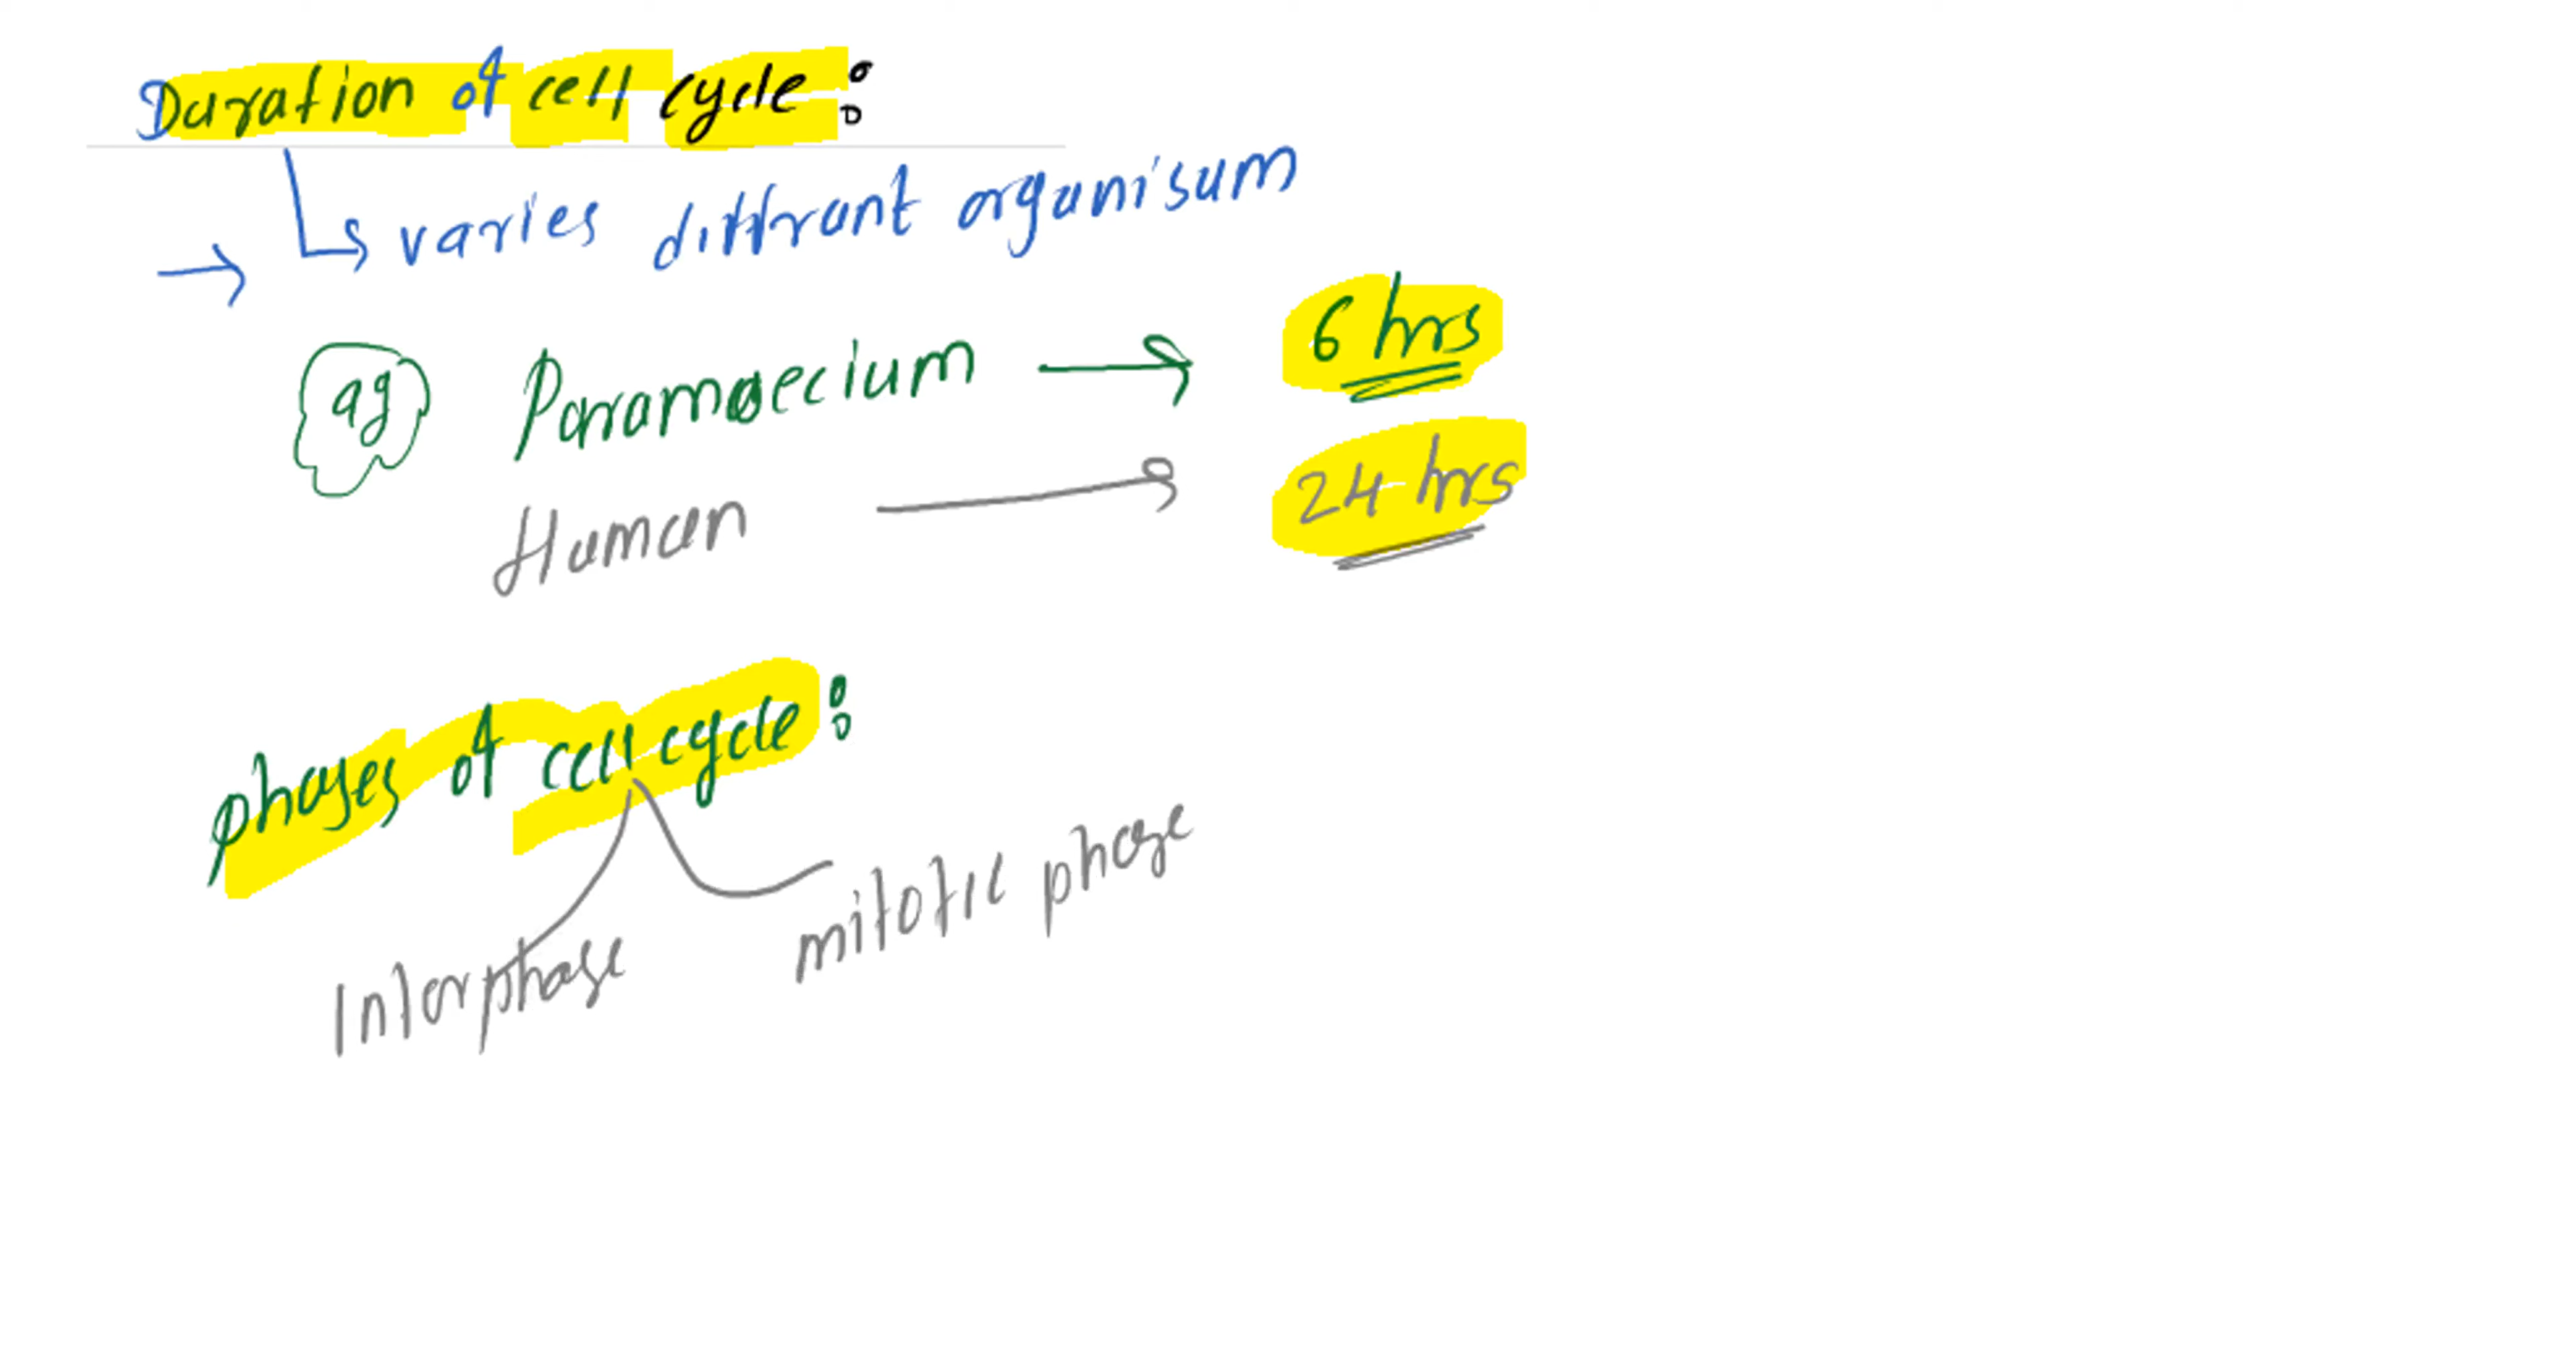 Duration of cell cycle:
→ ↳ varies diffrant organisum
eg Paramoecium → 6 hrs
Human → 24 hrs
phases of cell cycle:
Interphase mitotic phase